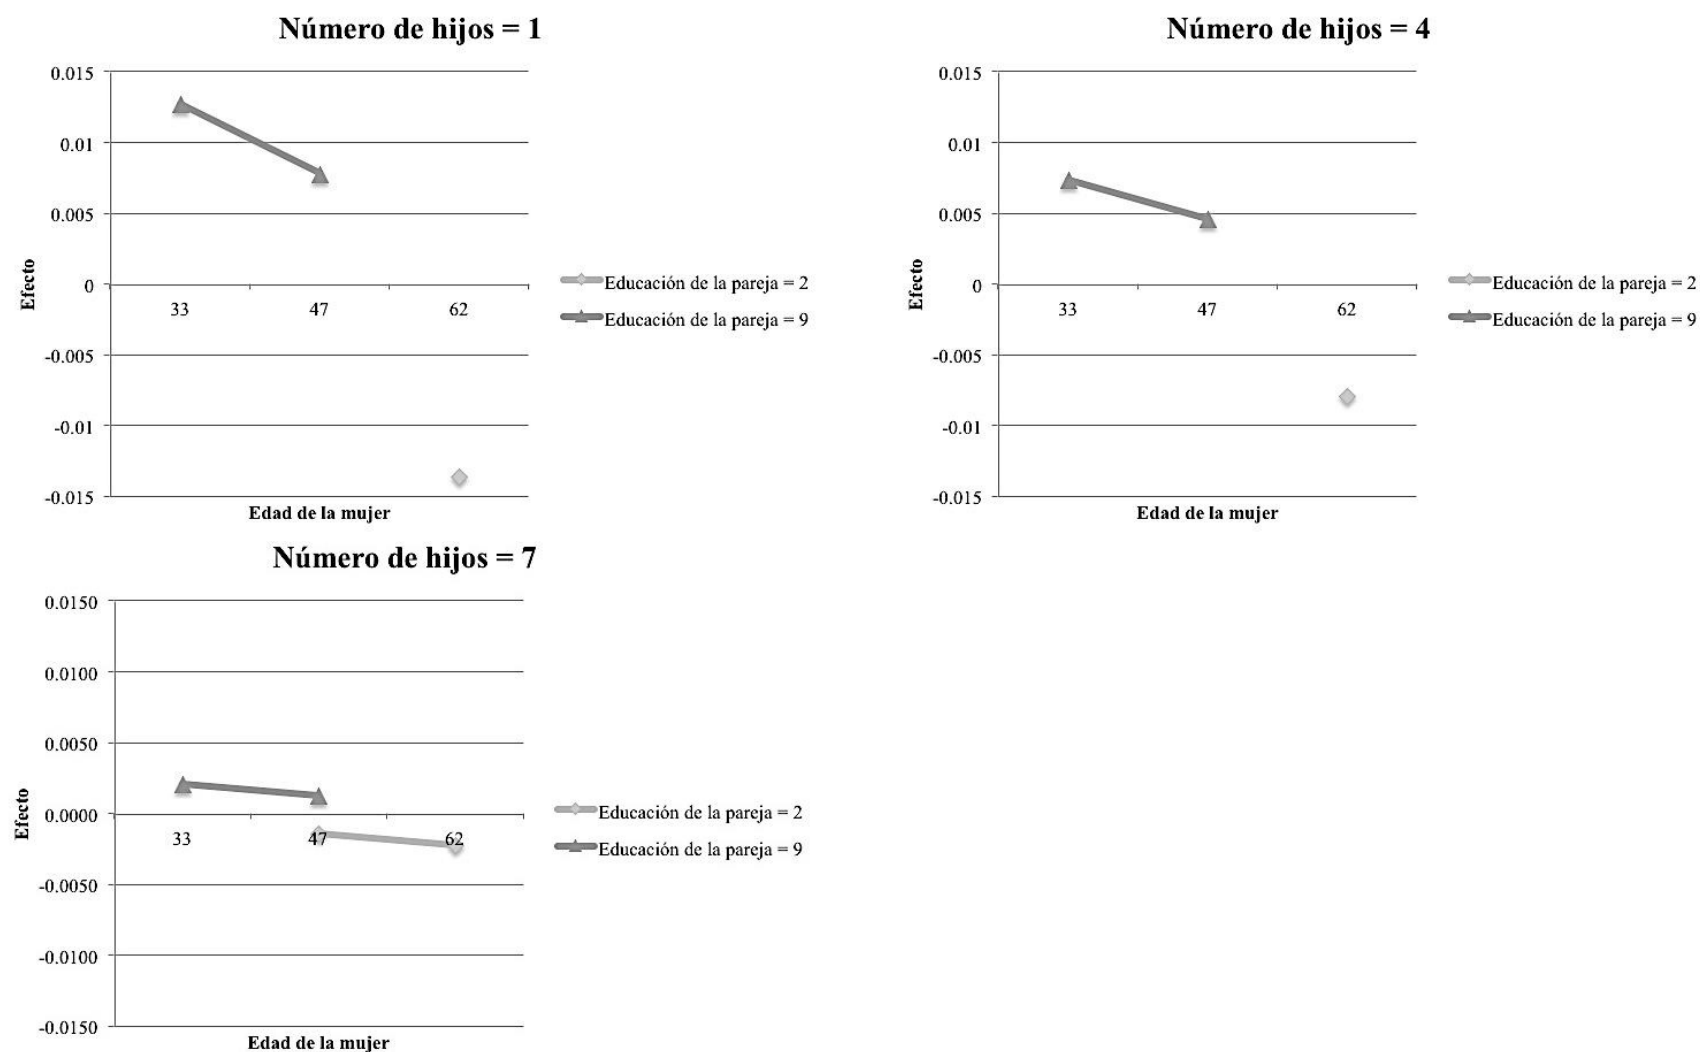 Número de hijos = 1
0.015
0.01
0.005
0
-0.005
-0.01
-0.015
Efecto
33 47 62
Edad de la mujer
Educación de la pareja = 2
Educación de la pareja = 9
Número de hijos = 4
0.015
0.01
0.005
0
-0.005
-0.01
-0.015
Efecto
33 47 62
Edad de la mujer
Educación de la pareja = 2
Educación de la pareja = 9
Número de hijos = 7
0.0150
0.0100
0.0050
0.0000
-0.0050
-0.0100
-0.0150
Efecto
33 47 62
Edad de la mujer
Educación de la pareja = 2
Educación de la pareja = 9